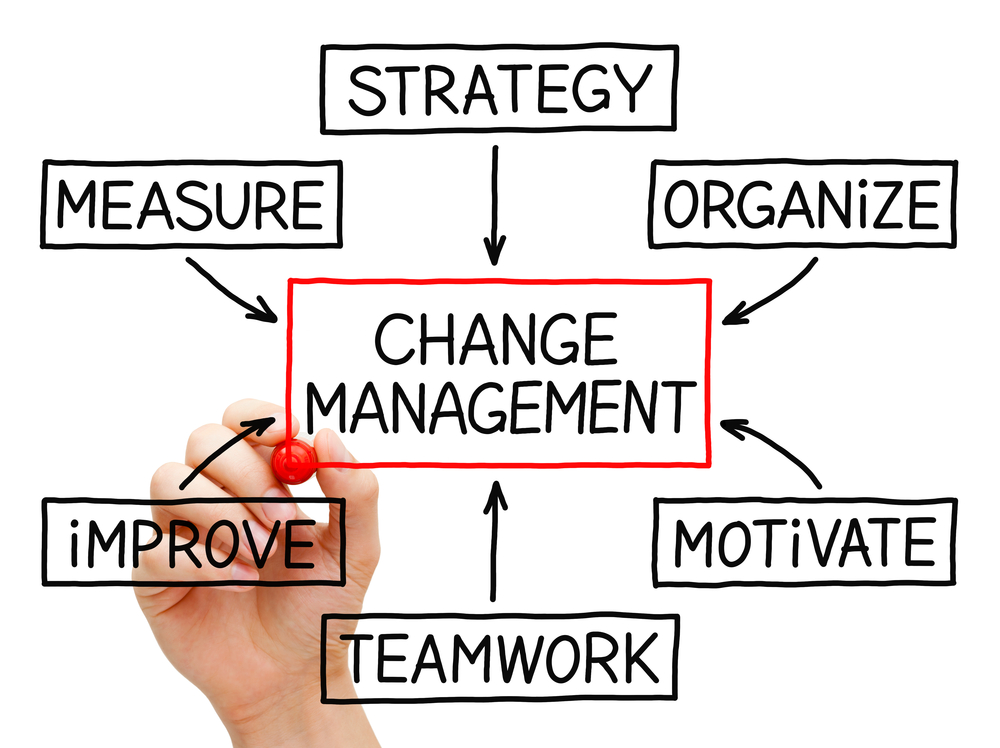 STRATEGY
MEASURE
ORGANiZE
CHANGE
MANAGEMENT
iMPROVE
MOTiVATE
TEAMWORK